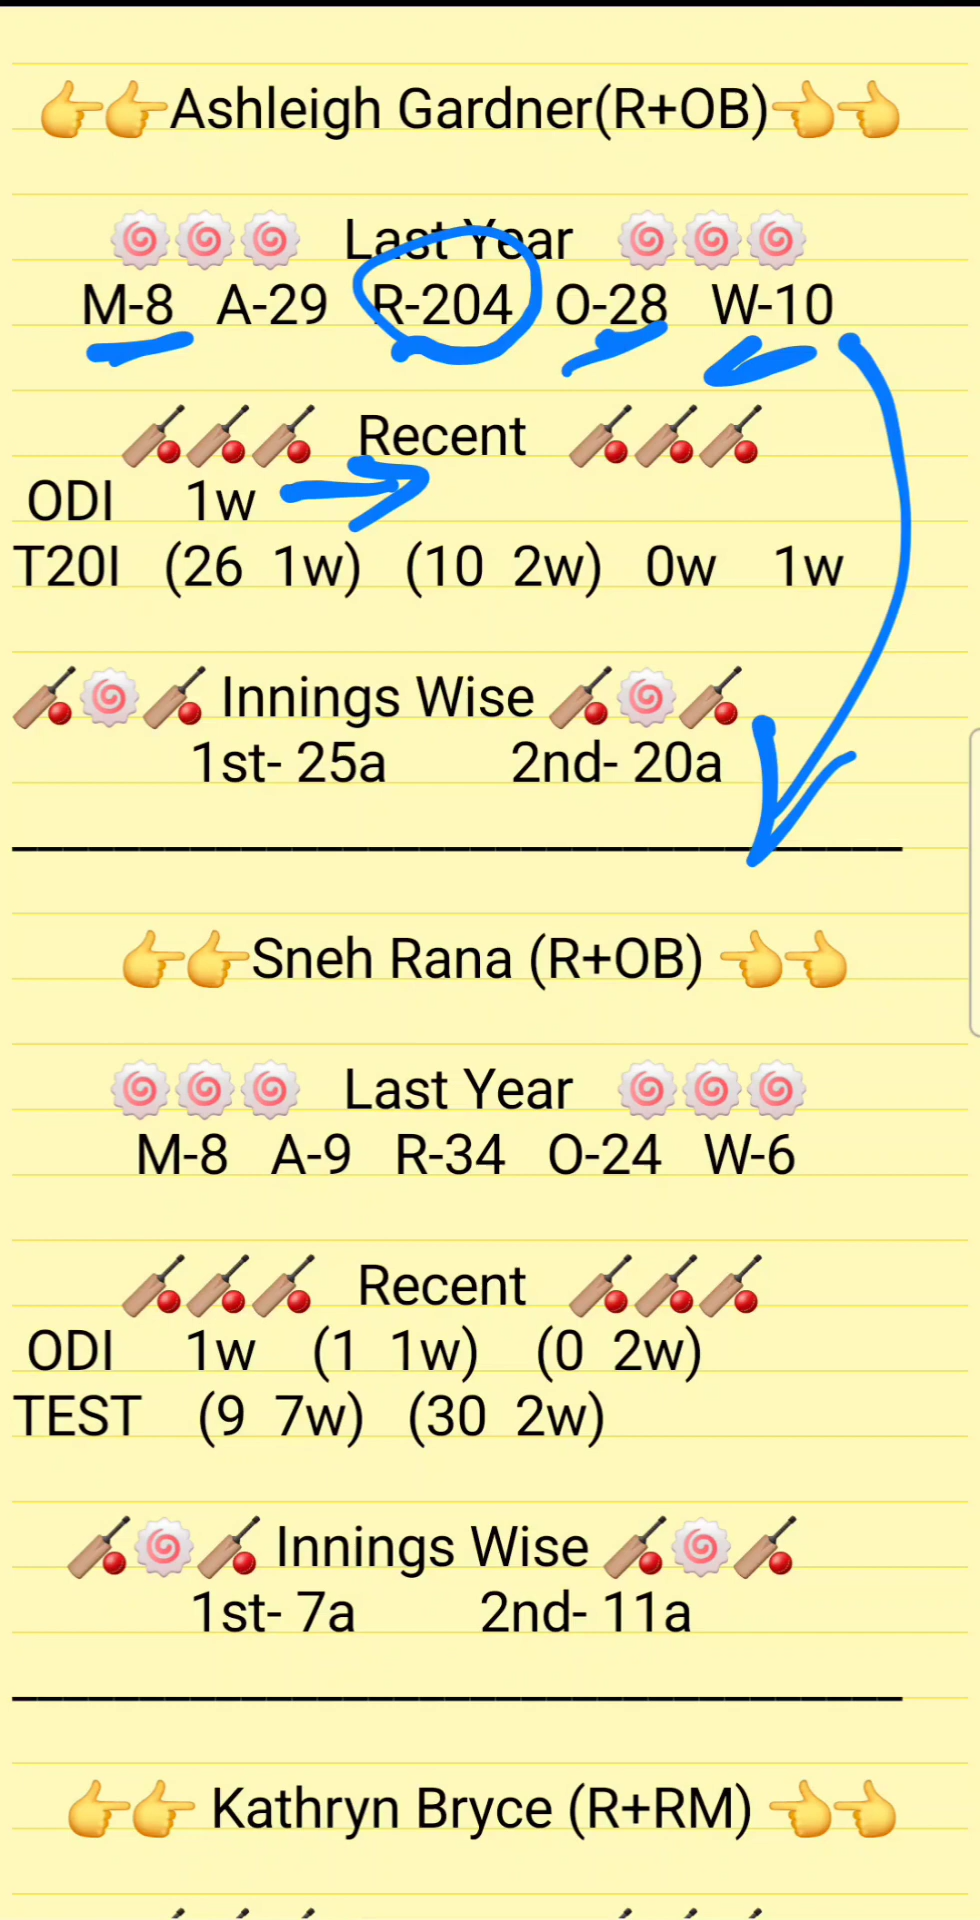 👉👉Ashleigh Gardner(R+OB)👈👈
🍥🍥🍥 Last Year 🍥🍥🍥
M-8 A-29 R-204 O-28 W-10
🏏🏏🏏 Recent 🏏🏏🏏
ODI 1w
T20I (26 1w) (10 2w) 0w 1w
🏏🍥🏏 Innings Wise 🏏🍥🏏
1st- 25a 2nd- 20a
👉👉Sneh Rana (R+OB) 👈👈
🍥🍥🍥 Last Year 🍥🍥🍥
M-8 A-9 R-34 O-24 W-6
🏏🏏🏏 Recent 🏏🏏🏏
ODI 1w (1 1w) (0 2w)
TEST (9 7w) (30 2w)
🏏🍥🏏 Innings Wise 🏏🍥🏏
1st- 7a 2nd- 11a
👉👉 Kathryn Bryce (R+RM) 👈👈